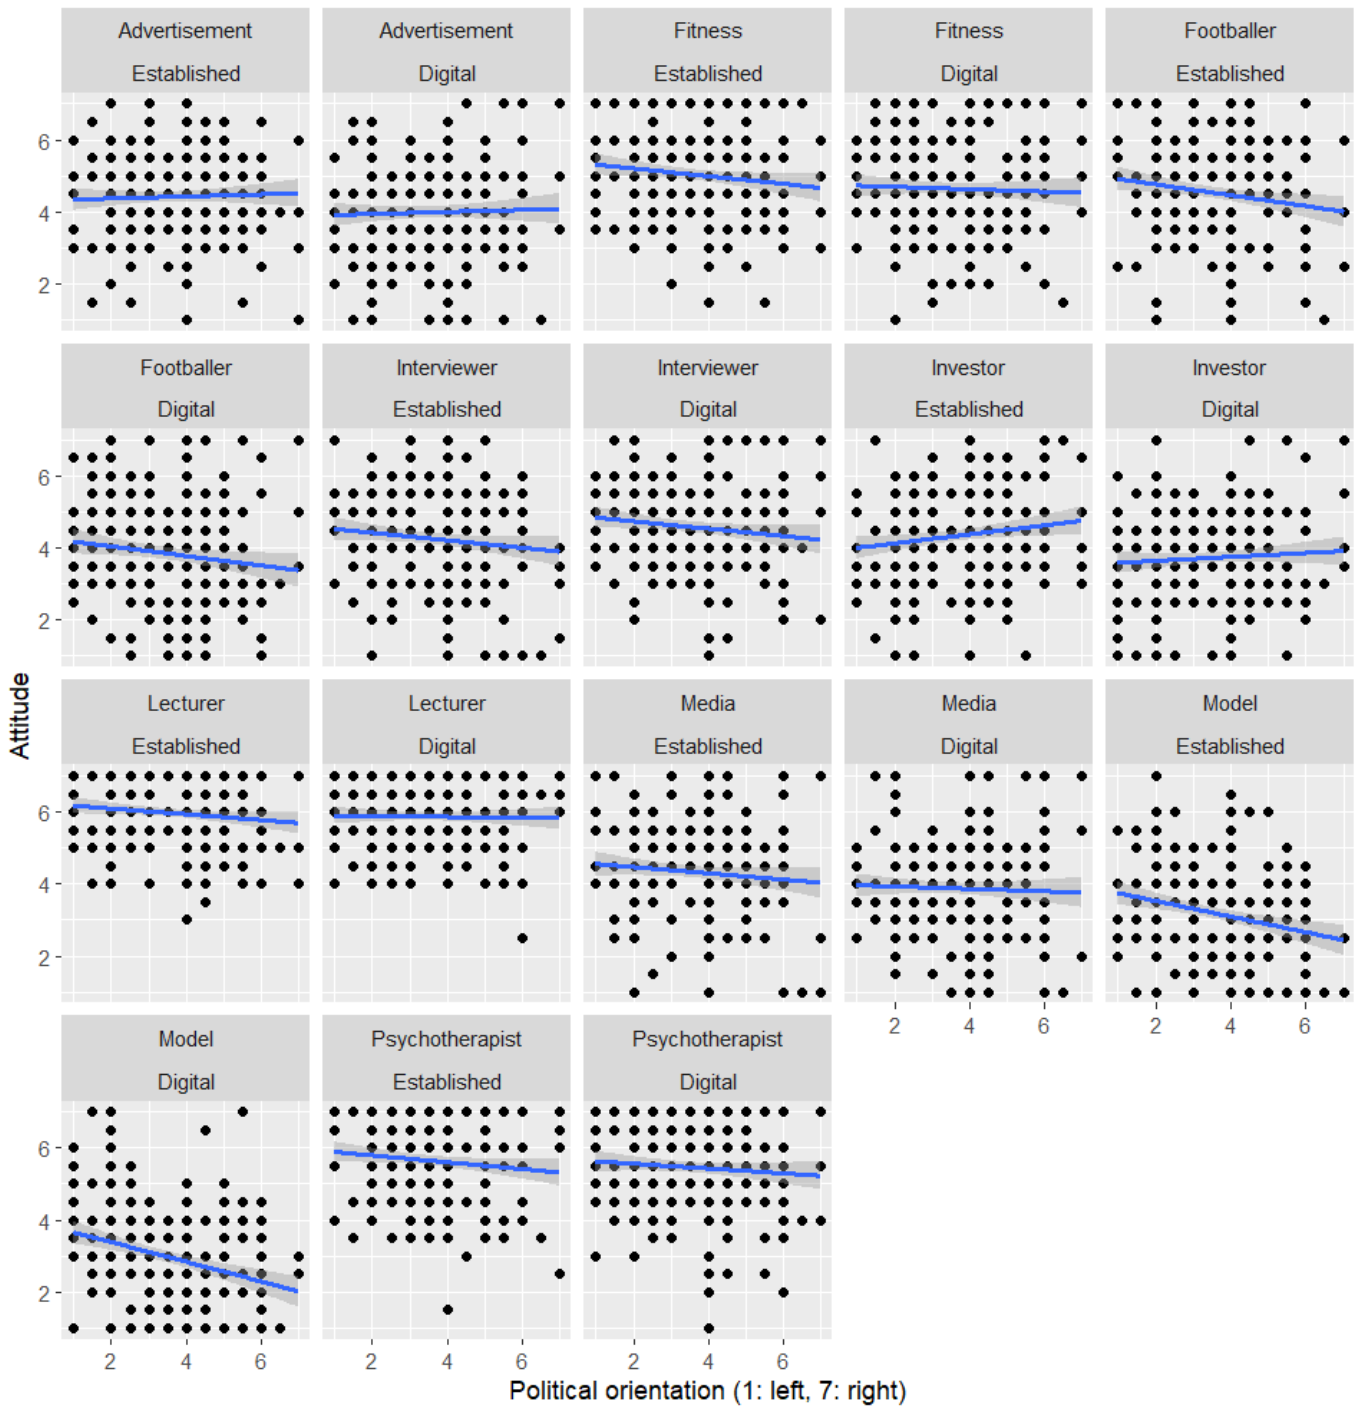 Advertisement
Established
Advertisement
Digital
Fitness
Established
Fitness
Digital
Footballer
Established
6
4
2
Footballer
Digital
Interviewer
Established
Interviewer
Digital
Investor
Established
Investor
Digital
6
4
2
Attitude
Lecturer
Established
Lecturer
Digital
Media
Established
Media
Digital
Model
Established
6
4
2
2 4 6
2 4 6
Model
Digital
Psychotherapist
Established
Psychotherapist
Digital
6
4
2
2 4 6
2 4 6
2 4 6
Political orientation (1: left, 7: right)